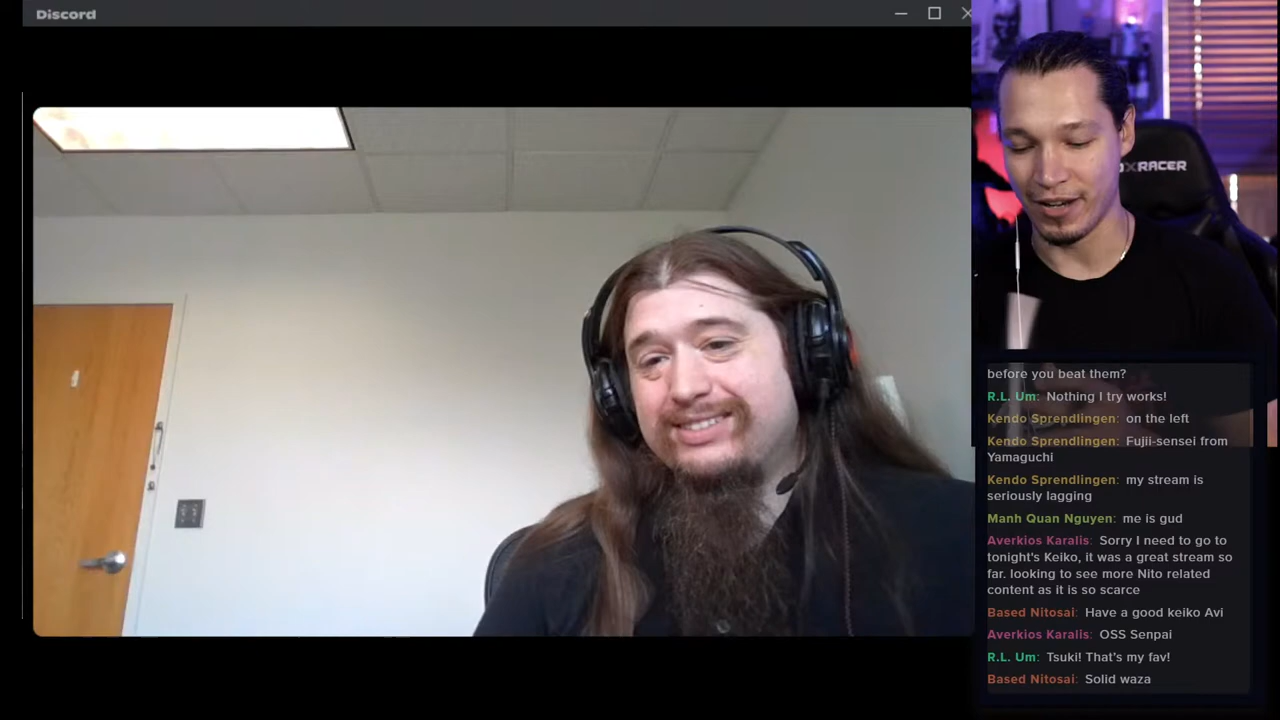 Discord
XRACER
before you beat them?
R.L. Um: Nothing I try works!
Kendo Sprendlingen: on the left
Kendo Sprendlingen: Fujii-sensei from
Yamaguchi
Kendo Sprendlingen: my stream is
seriously lagging
Manh Quan Nguyen: me is gud
Averkios Karalis: Sorry I need to go to
tonight's Keiko, it was a great stream so
far. looking to see more Nito related
content as it is so scarce
Based Nitosai: Have a good keiko Avi
Averkios Karalis: OSS Senpai
R.L. Um: Tsuki! That's my fav!
Based Nitosai: Solid waza